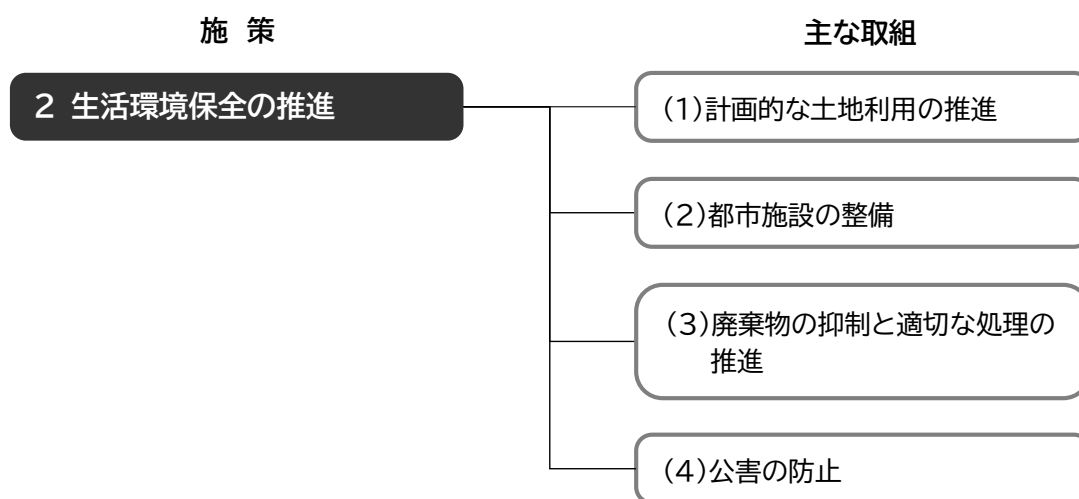 施 策
主な取組
2 生活環境保全の推進
（1）計画的な土地利用の推進
（2）都市施設の整備
（3）廃棄物の抑制と適切な処理の
推進
（4）公害の防止